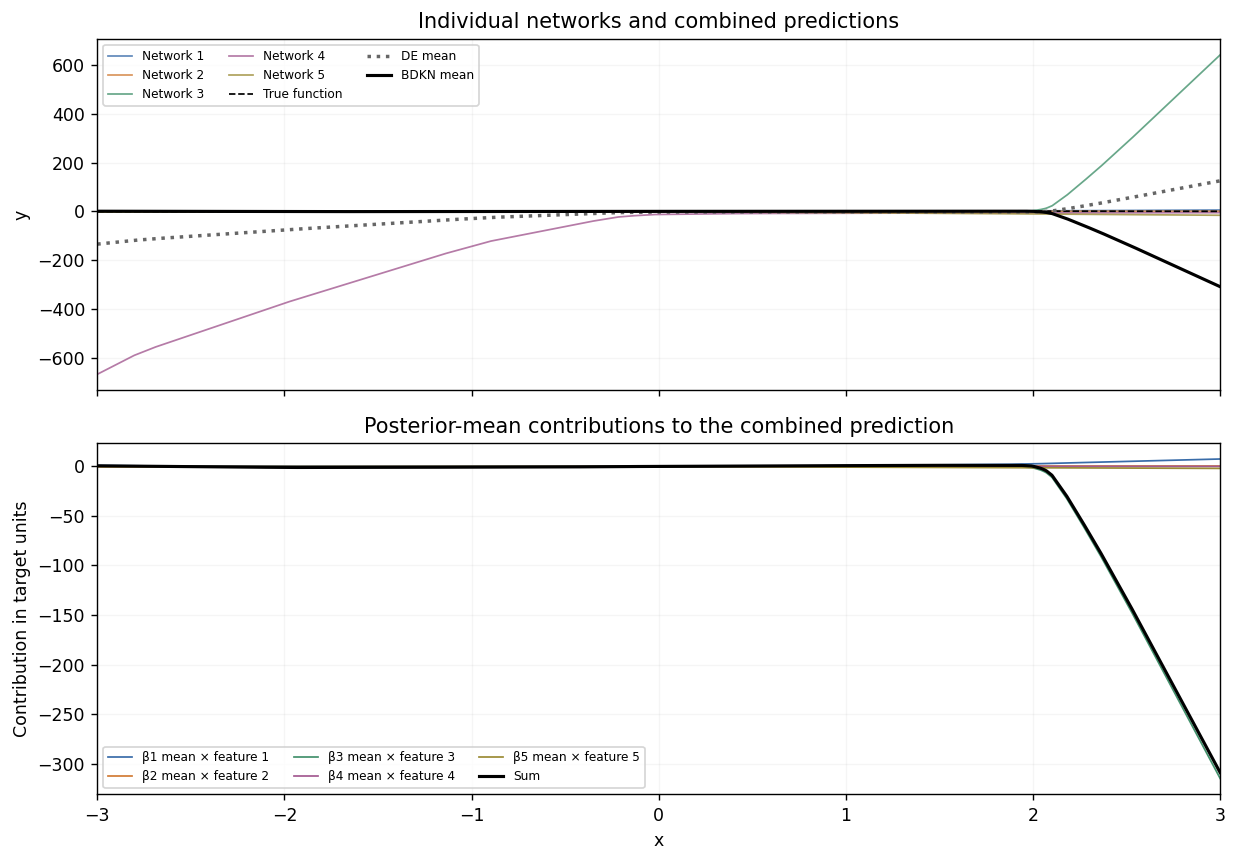 Individual networks and combined predictions
Network 1
Network 2
Network 3
Network 4
Network 5
True function
DE mean
BDKN mean
600
400
200
0
−200
−400
−600
y
Posterior-mean contributions to the combined prediction
0
−50
−100
−150
−200
−250
−300
Contribution in target units
β1 mean × feature 1
β2 mean × feature 2
β3 mean × feature 3
β4 mean × feature 4
β5 mean × feature 5
Sum
−3 −2 −1 0 1 2 3
x